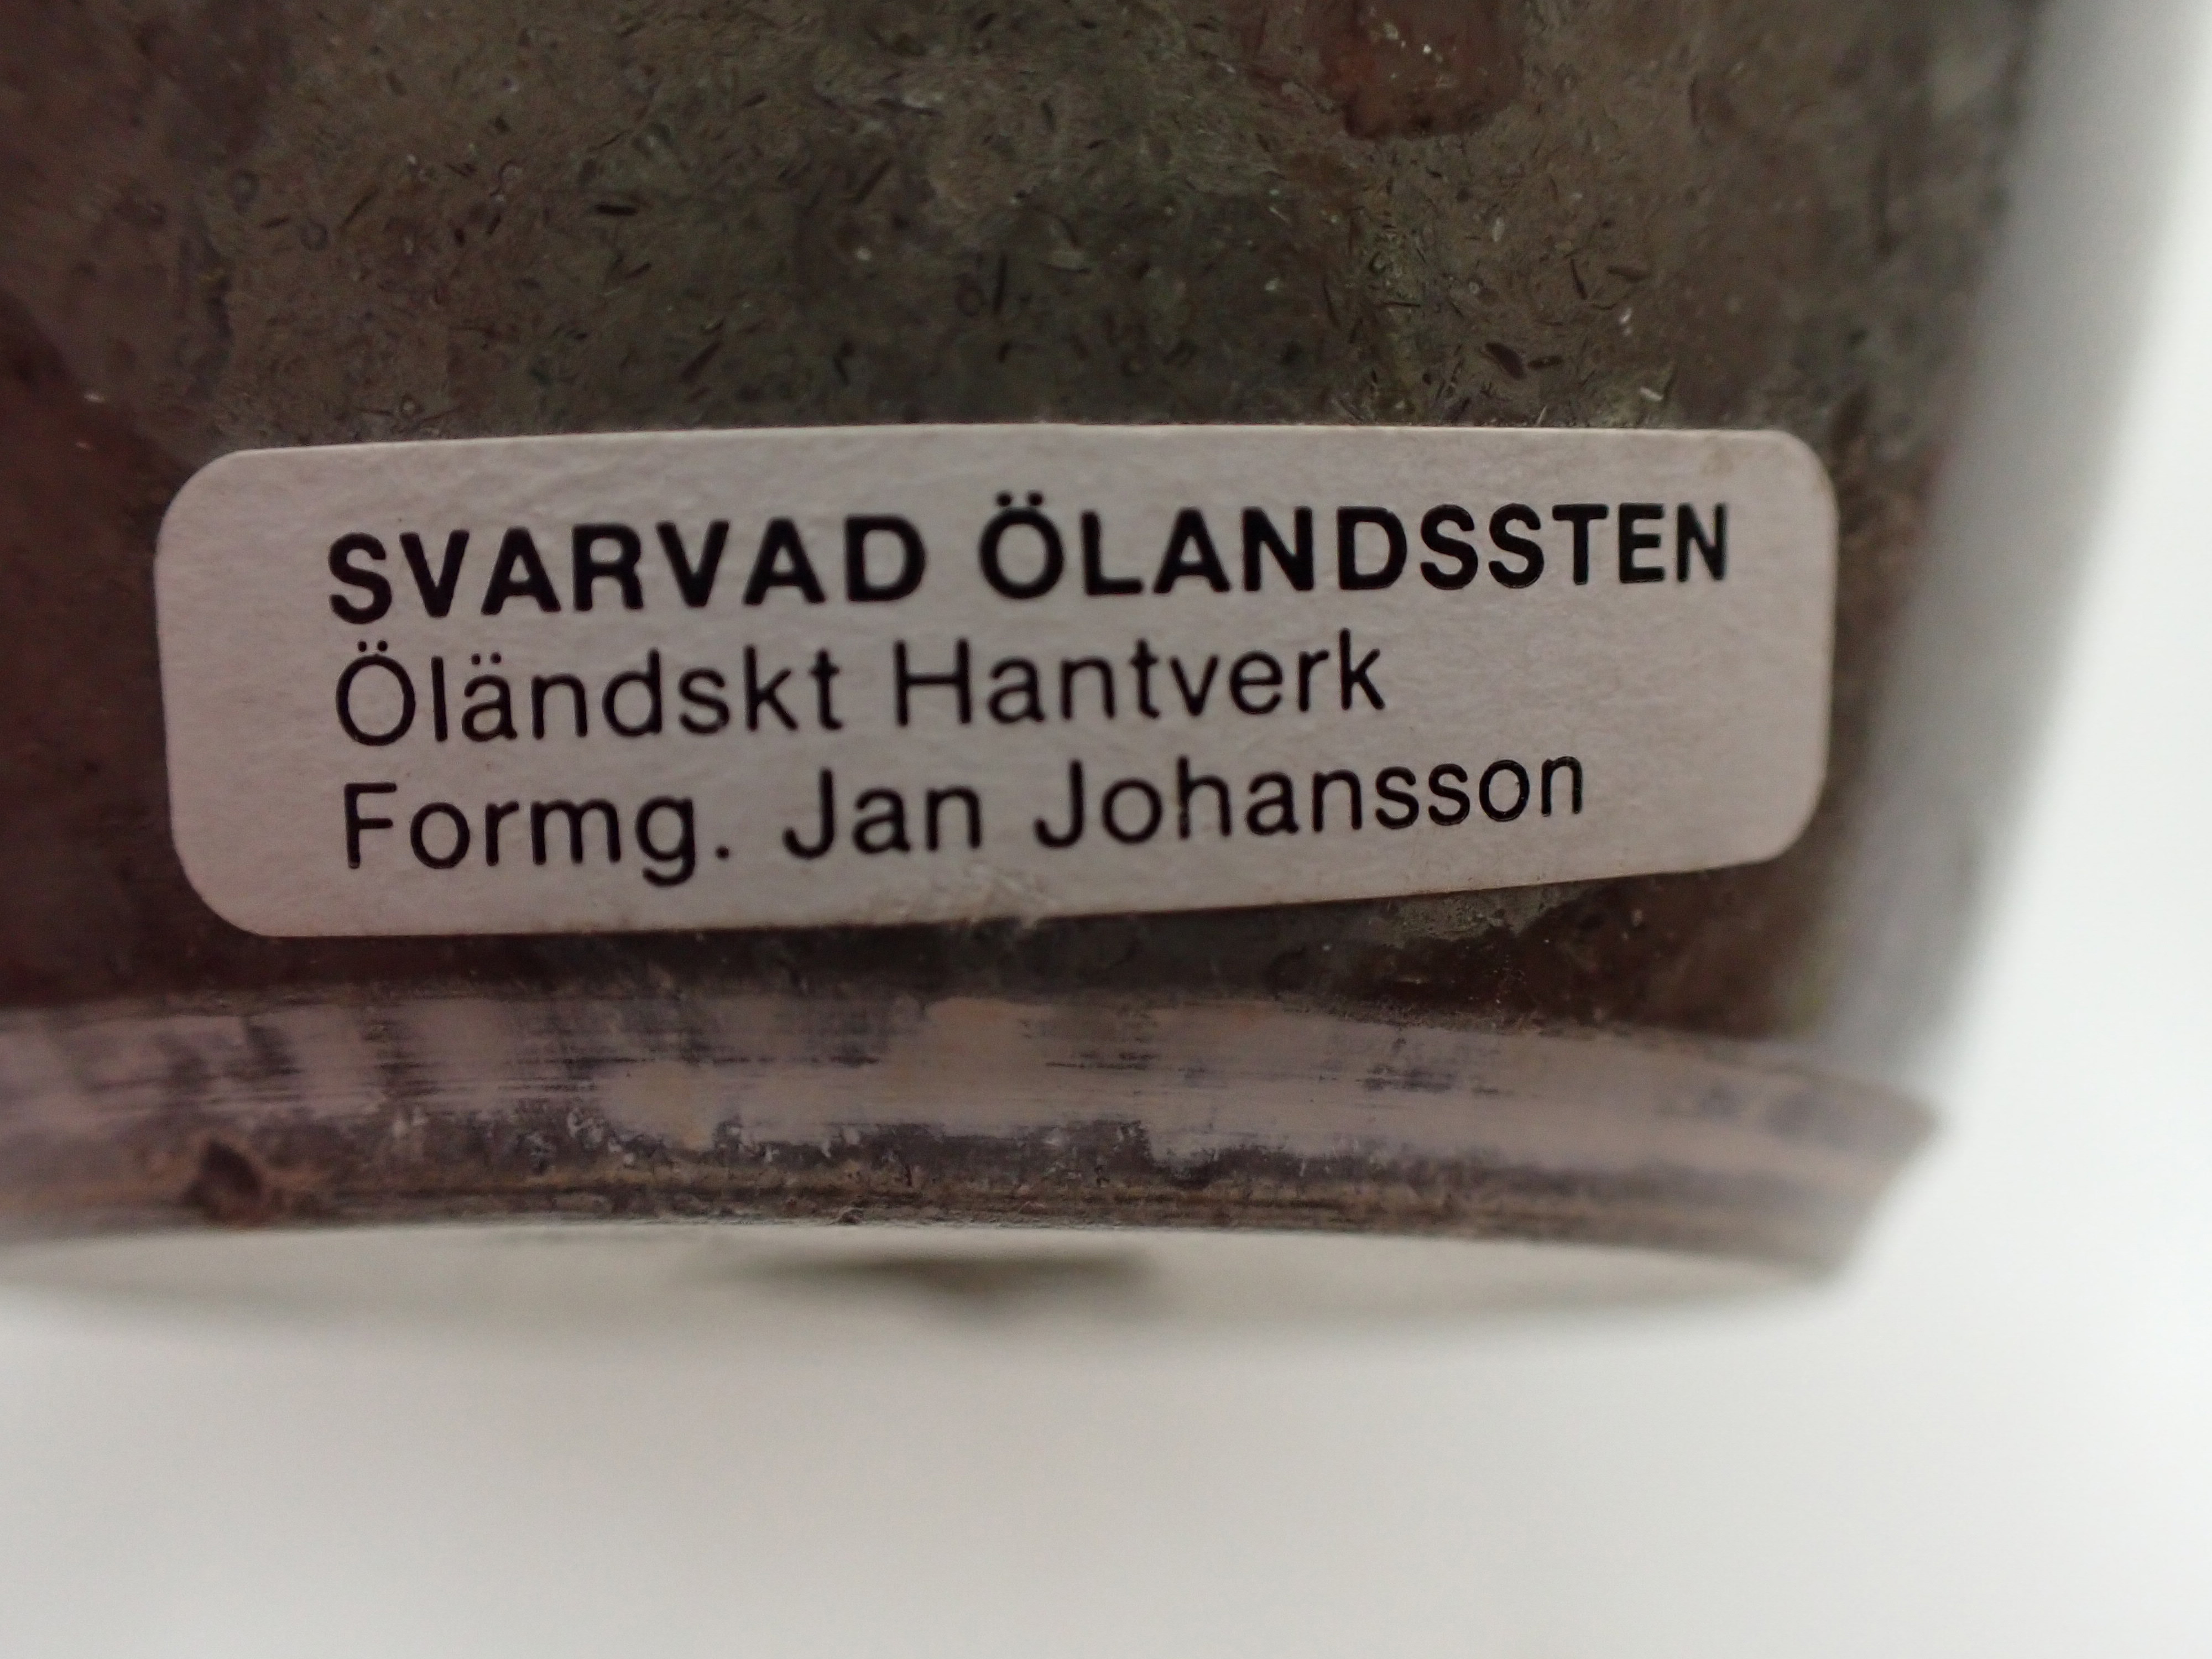 SVARVAD ÖLANDSSTEN
Öländskt Hantverk
Formg. Jan Johansson